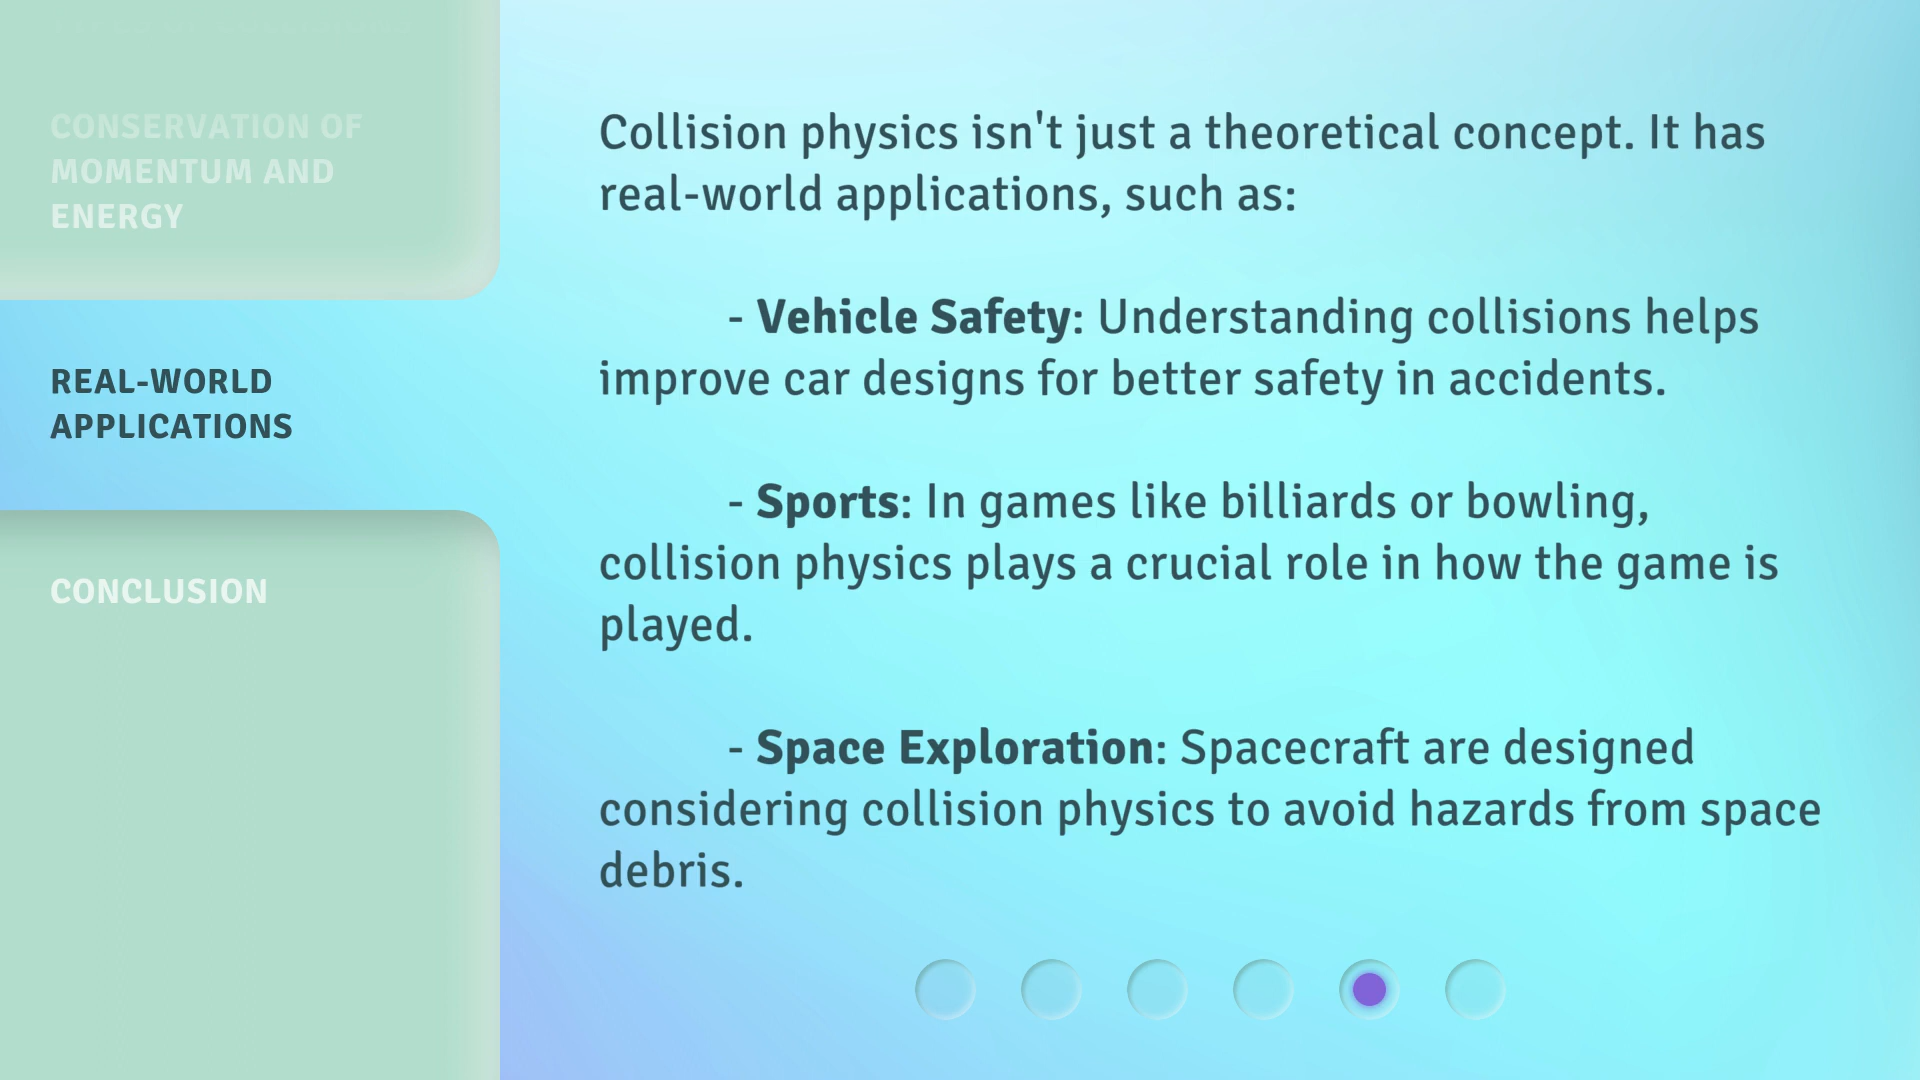 CONSERVATION OF
MOMENTUM AND
ENERGY
REAL-WORLD
APPLICATIONS
CONCLUSION
Collision physics isn't just a theoretical concept. It has
real-world applications, such as:
- Vehicle Safety: Understanding collisions helps
improve car designs for better safety in accidents.
- Sports: In games like billiards or bowling,
collision physics plays a crucial role in how the game is
played.
- Space Exploration: Spacecraft are designed
considering collision physics to avoid hazards from space
debris.